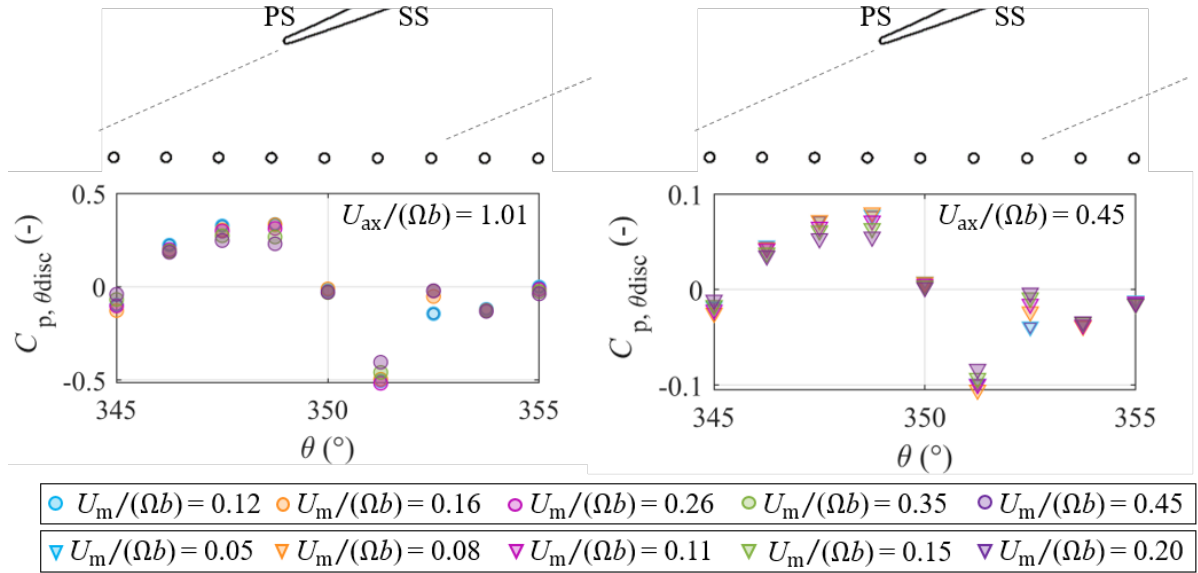 PS SS
PS SS
0.5
0
-0.5
C p, θdisc (-)
U_ax/(Ωb) = 1.01
345 350 355
θ (°)
0.1
0
-0.1
C p, θdisc (-)
U_ax/(Ωb) = 0.45
345 350 355
θ (°)
U_m/(Ωb) = 0.12 U_m/(Ωb) = 0.16 U_m/(Ωb) = 0.26 U_m/(Ωb) = 0.35 U_m/(Ωb) = 0.45
U_m/(Ωb) = 0.05 U_m/(Ωb) = 0.08 U_m/(Ωb) = 0.11 U_m/(Ωb) = 0.15 U_m/(Ωb) = 0.20